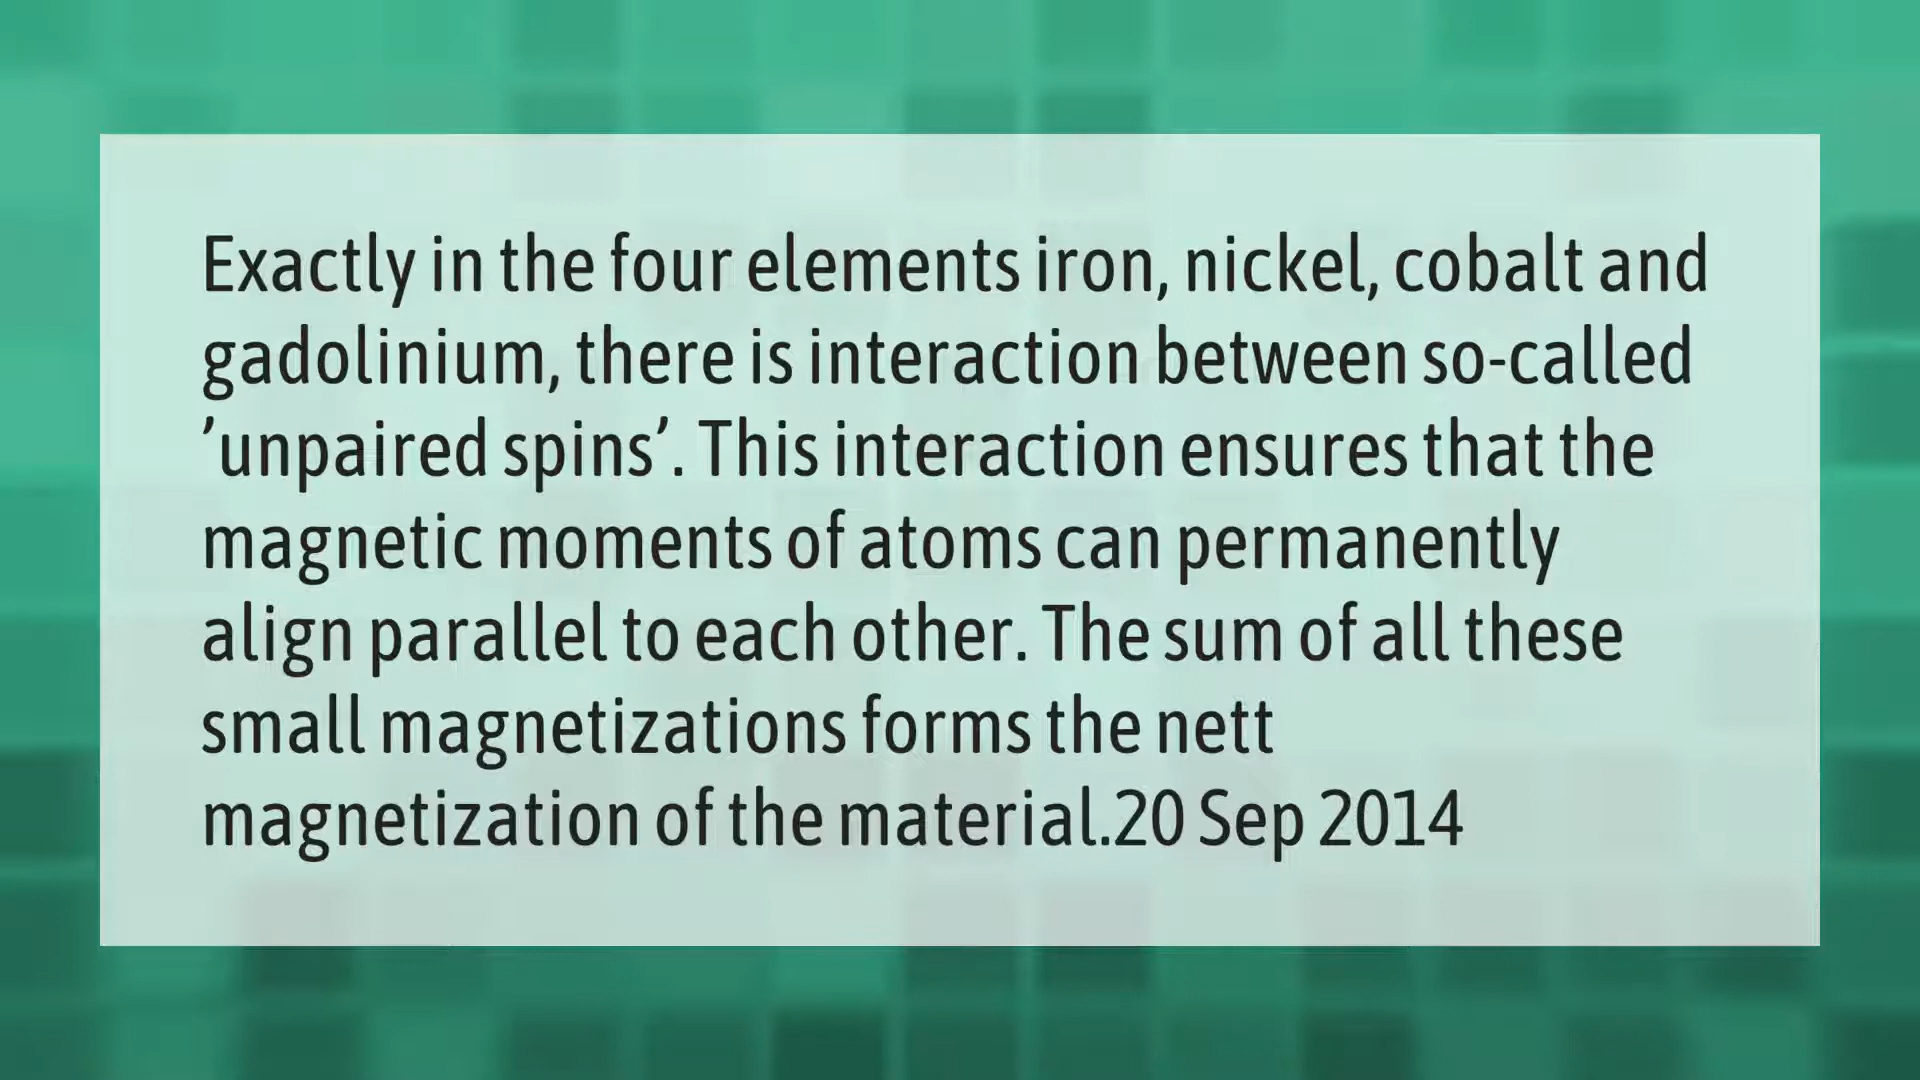 Exactly in the four elements iron, nickel, cobalt and
gadolinium, there is interaction between so-called
’unpaired spins’. This interaction ensures that the
magnetic moments of atoms can permanently
align parallel to each other. The sum of all these
small magnetizations forms the nett
magnetization of the material.20 Sep 2014